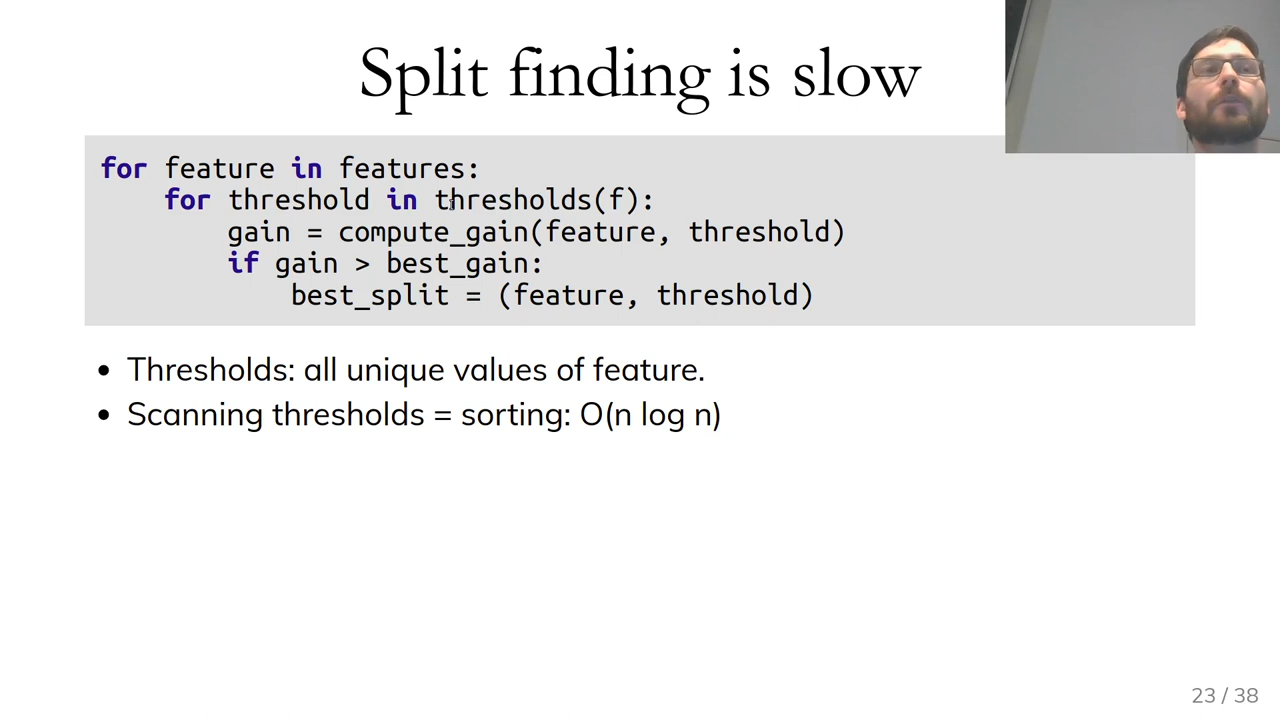 Split finding is slow
for feature in features:
for threshold in thresholds(f):
gain = compute_gain(feature, threshold)
if gain > best_gain:
best_split = (feature, threshold)
• Thresholds: all unique values of feature.
• Scanning thresholds = sorting: O(n log n)
23 / 38